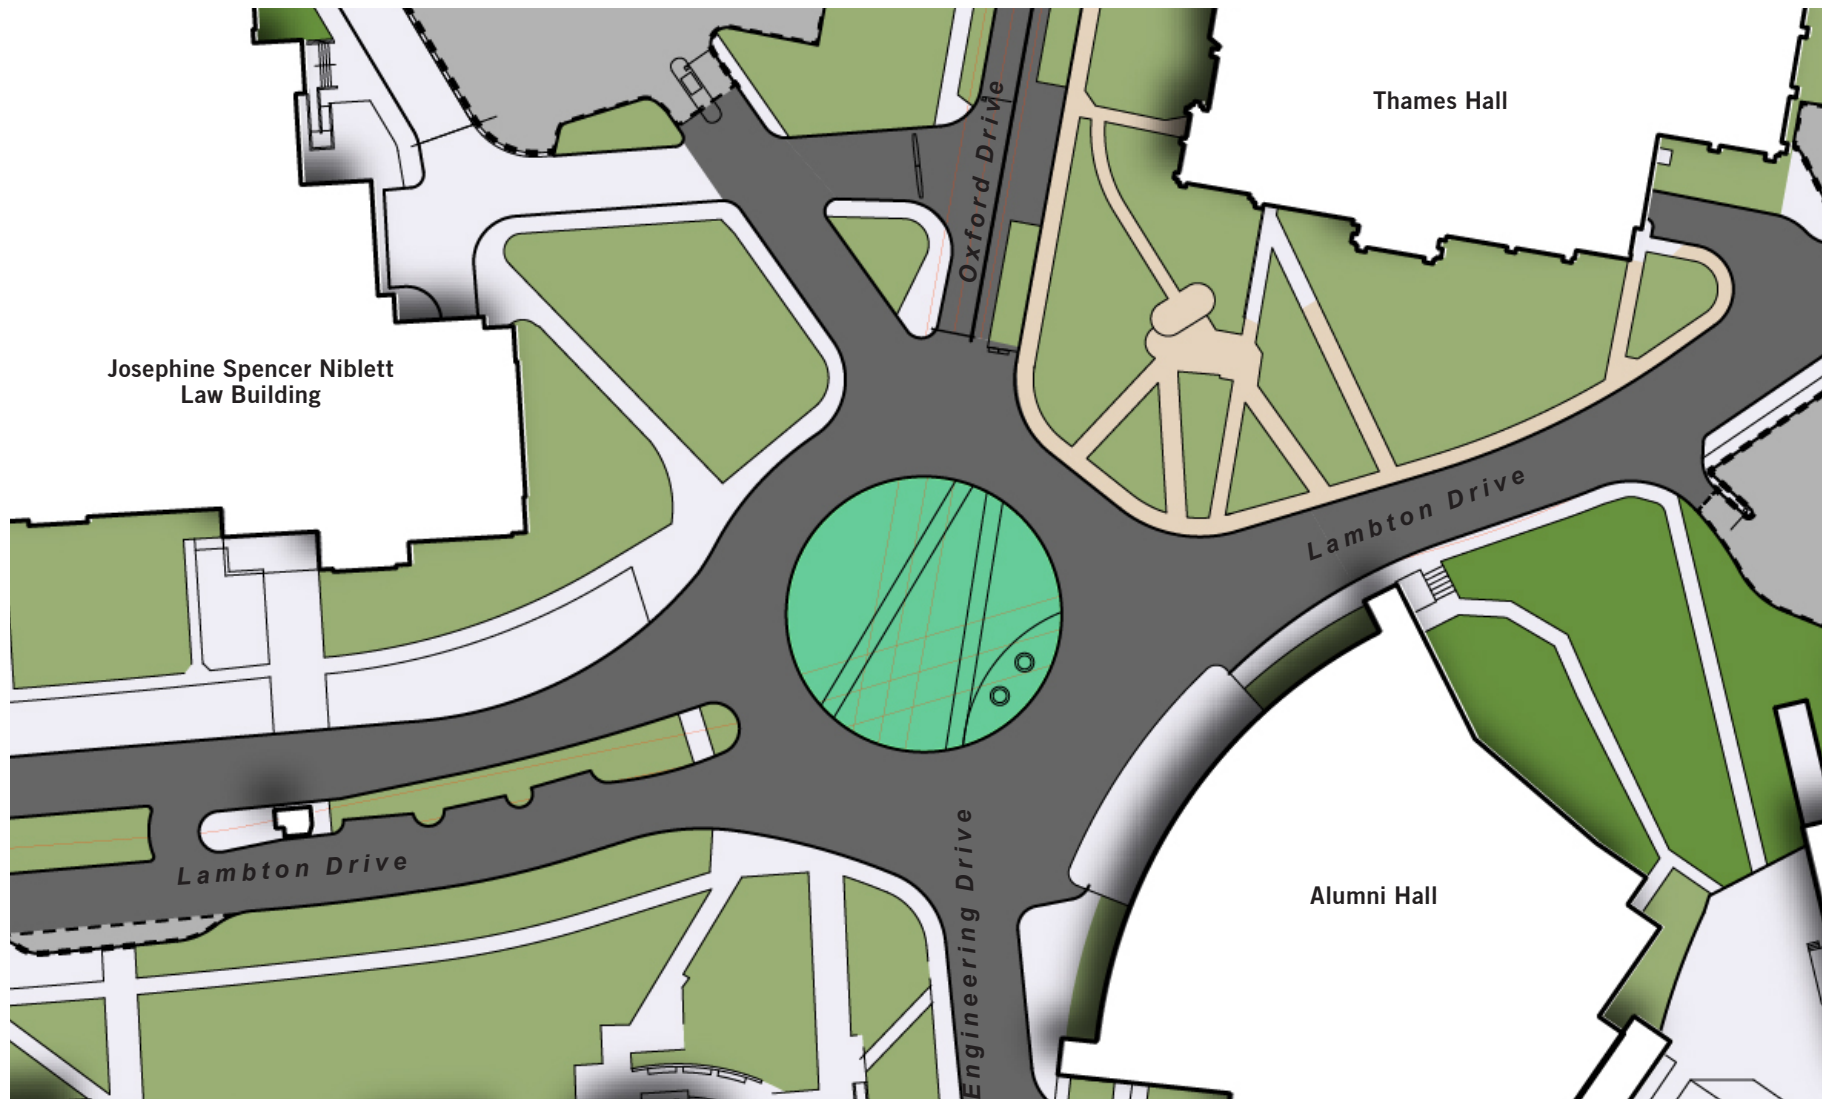 Thames Hall
Oxford Drive
Josephine Spencer Niblett
Law Building
Lambton Drive
Lambton Drive
Engineering Drive
Alumni Hall